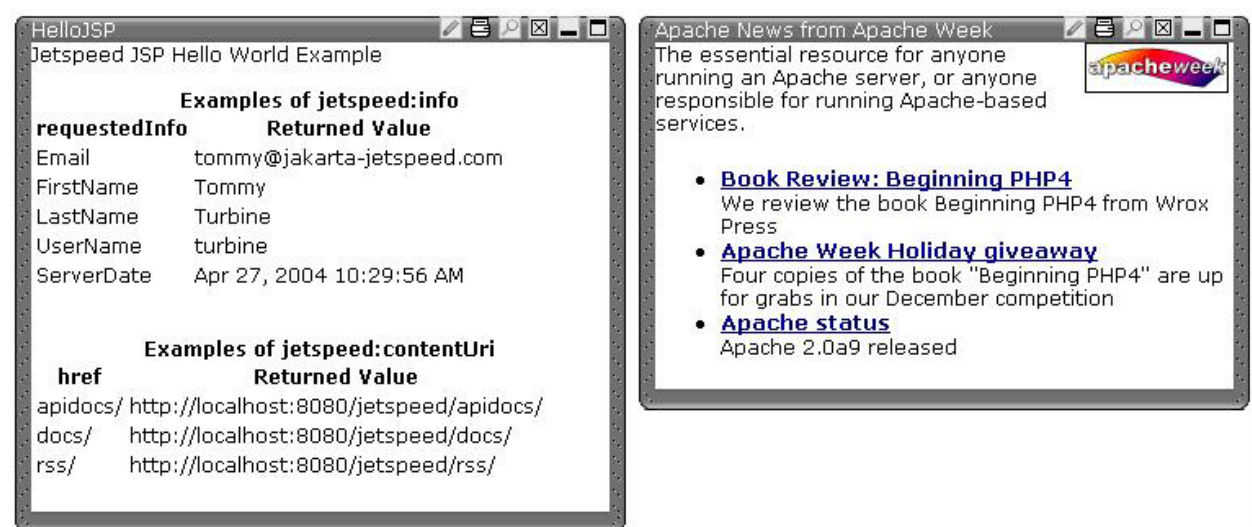 HelloJSP
Jetspeed JSP Hello World Example
Examples of jetspeed:info
requestedInfo Returned Value
Email tommy@jakarta-jetspeed.com
FirstName Tommy
LastName Turbine
UserName turbine
ServerDate Apr 27, 2004 10:29:56 AM
Examples of jetspeed:contentUri
href Returned Value
apidocs/ http://localhost:8080/jetspeed/apidocs/
docs/ http://localhost:8080/jetspeed/docs/
rss/ http://localhost:8080/jetspeed/rss/
Apache News from Apache Week
The essential resource for anyone
running an Apache server, or anyone
responsible for running Apache-based
services.
apacheweek
• Book Review: Beginning PHP4
We review the book Beginning PHP4 from Wrox
Press
• Apache Week Holiday giveaway
Four copies of the book "Beginning PHP4" are up
for grabs in our December competition
• Apache status
Apache 2.0a9 released